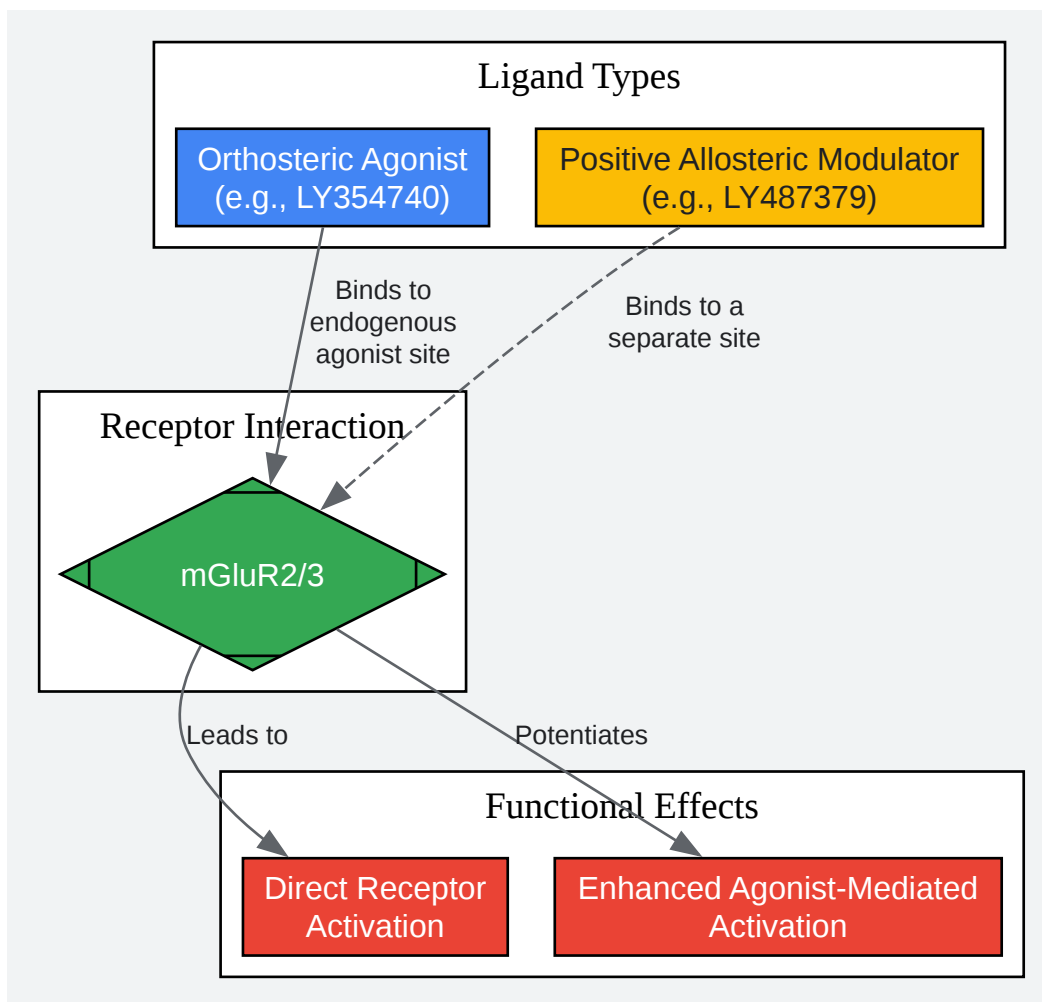 Ligand Types
Orthosteric Agonist
(e.g., LY354740)
Positive Allosteric Modulator
(e.g., LY487379)
Binds to
endogenous
agonist site
Binds to a
separate site
Receptor Interaction
mGluR2/3
Leads to
Potentiates
Functional Effects
Direct Receptor
Activation
Enhanced Agonist-Mediated
Activation